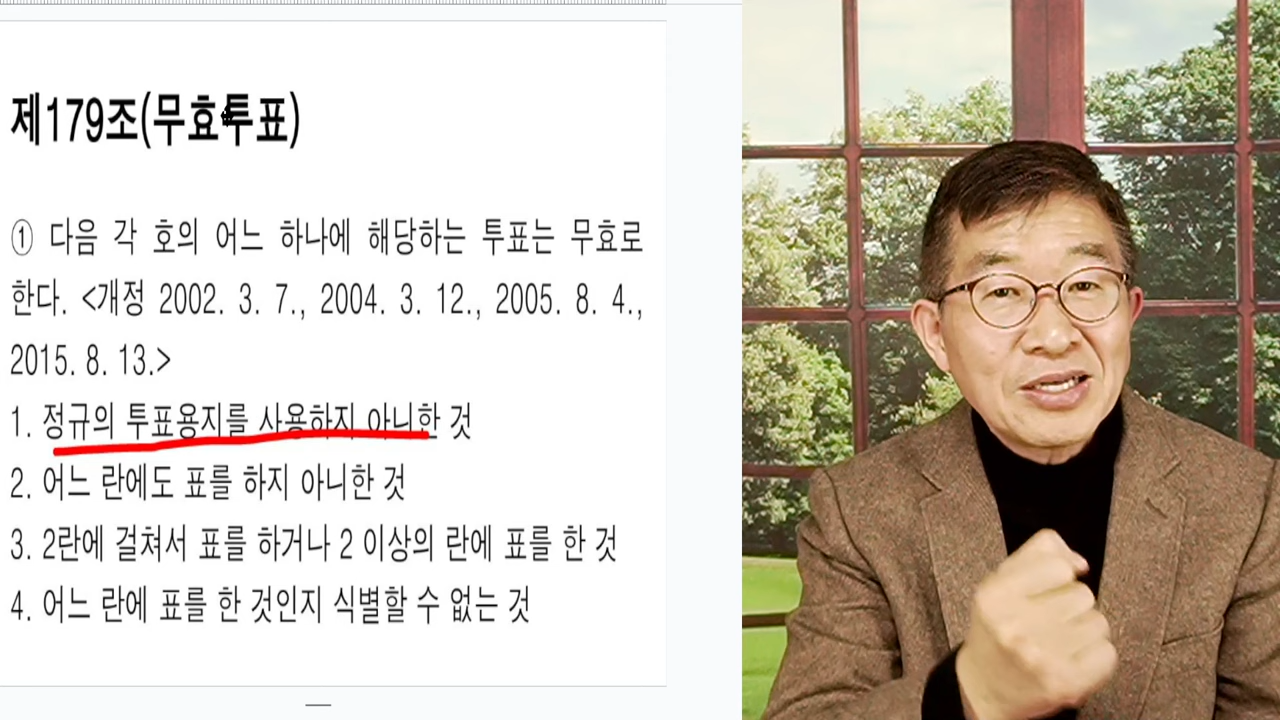 제179조(무효투표)
① 다음 각 호의 어느 하나에 해당하는 투표는 무효로
한다. <개정 2002. 3. 7., 2004. 3. 12., 2005. 8. 4.,
2015. 8. 13.>
1. 정규의 투표용지를 사용하지 아니한 것
2. 어느 란에도 표를 하지 아니한 것
3. 2란에 걸쳐서 표를 하거나 2 이상의 란에 표를 한 것
4. 어느 란에 표를 한 것인지 식별할 수 없는 것